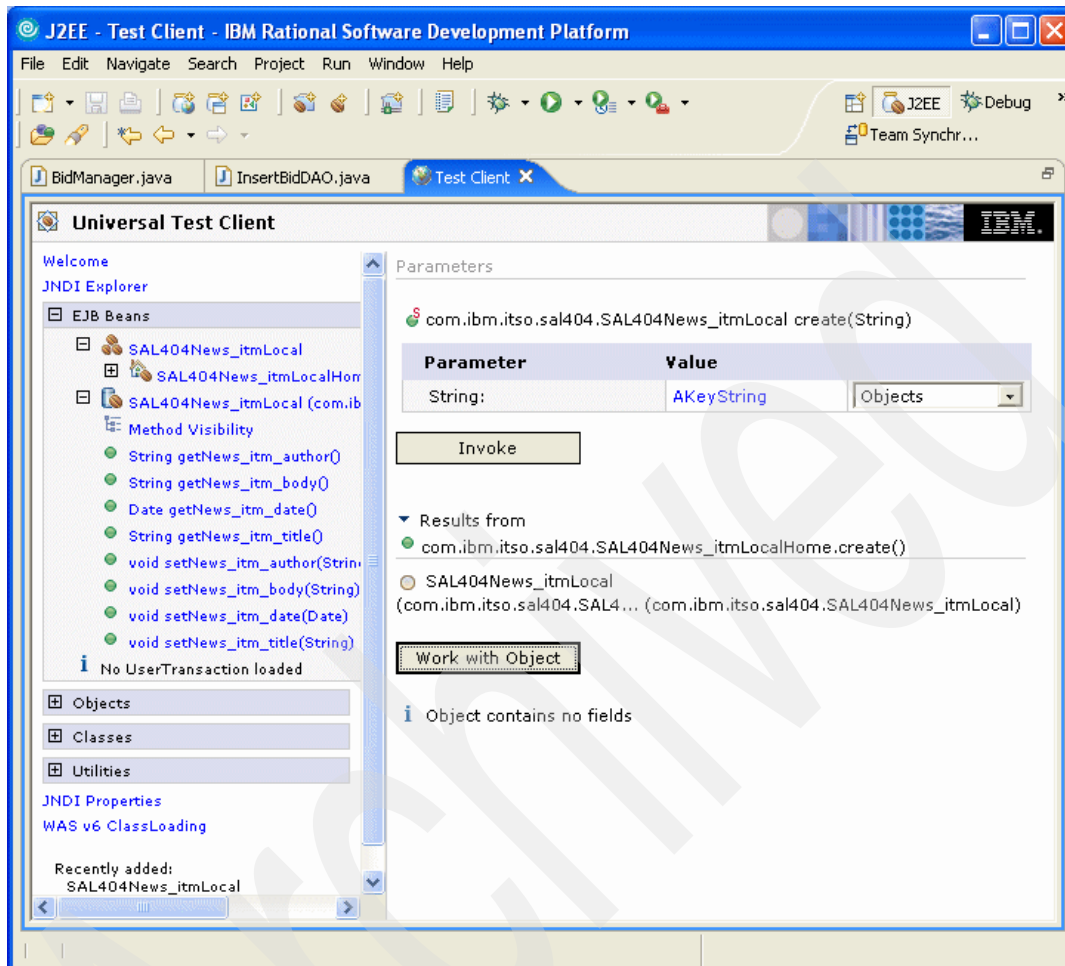 J2EE - Test Client - IBM Rational Software Development Platform
File Edit Navigate Search Project Run Window Help
J2EE Debug
Team Synchr...
BidManager.java InsertBidDAO.java Test Client
Universal Test Client
IBM.
Welcome
JNDI Explorer
EJB Beans
SAL404News_itmLocal
SAL404News_itmLocalHom
SAL404News_itmLocal (com.ib
Method Visibility
String getNews_itm_author()
String getNews_itm_body()
Date getNews_itm_date()
String getNews_itm_title()
void setNews_itm_author(Strin
void setNews_itm_body(String)
void setNews_itm_date(Date)
void setNews_itm_title(String)
No UserTransaction loaded
Objects
Classes
Utilities
JNDI Properties
WAS v6 ClassLoading
Recently added:
SAL404News_itmLocal
Parameters
com.ibm.itso.sal404.SAL404News_itmLocal create(String)
Parameter Value
String: AKeyString Objects
Invoke
Results from
com.ibm.itso.sal404.SAL404News_itmLocalHome.create()
SAL404News_itmLocal
(com.ibm.itso.sal404.SAL4... (com.ibm.itso.sal404.SAL404News_itmLocal)
Work with Object
Object contains no fields
Archived